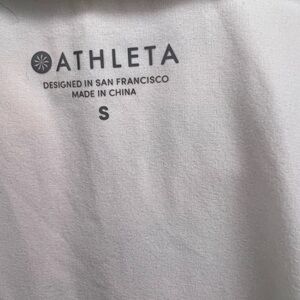 ATHLETA
DESIGNED IN SAN FRANCISCO
MADE IN CHINA
S